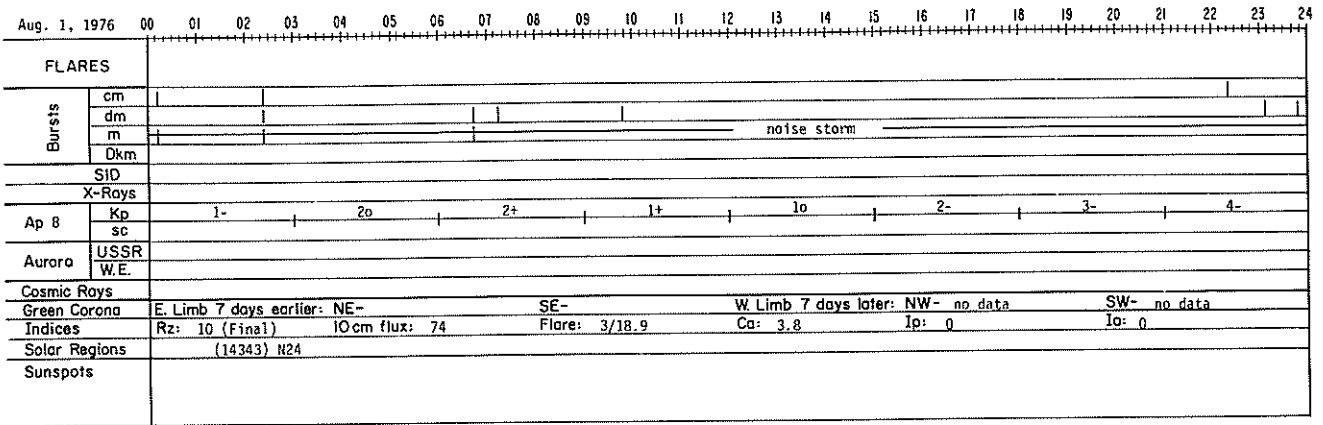 Aug. 1, 1976 00 01 02 03 04 05 06 07 08 09 10 11 12 13 14 15 16 17 18 19 20 21 22 23 24
FLARES
Bursts
cm
dm
m noise storm
Dkm
SID
X-Rays
Ap 8
Kp 1- 2o 2+ 1+ 1o 2- 3- 4-
sc
Aurora
USSR
W.E.
Cosmic Rays
Green Corona E. Limb 7 days earlier: NE- SE- W. Limb 7 days later: NW- no data SW- no data
Indices Rz: 10 (Final) 10cm flux: 74 Flare: 3/18.9 Ca: 3.8 Ip: 0 Ia: 0
Solar Regions (14343) N24
Sunspots